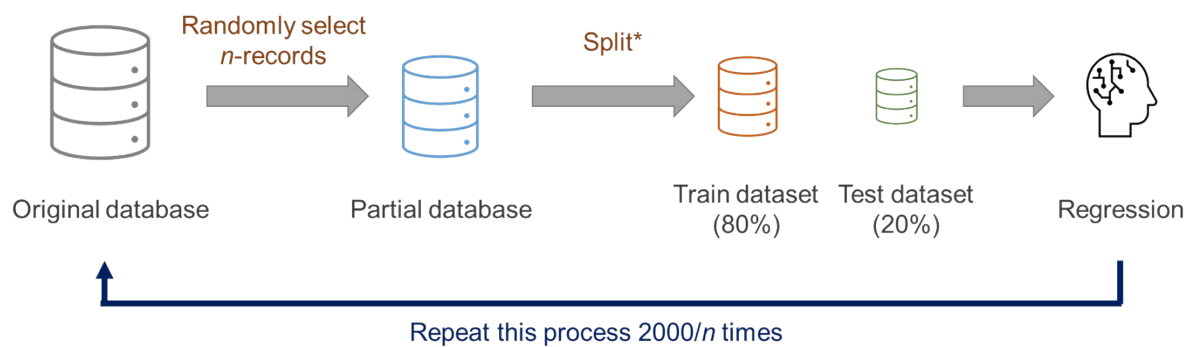 Randomly select
n-records
Split*
Original database
Partial database
Train dataset
(80%)
Test dataset
(20%)
Regression
Repeat this process 2000/n times